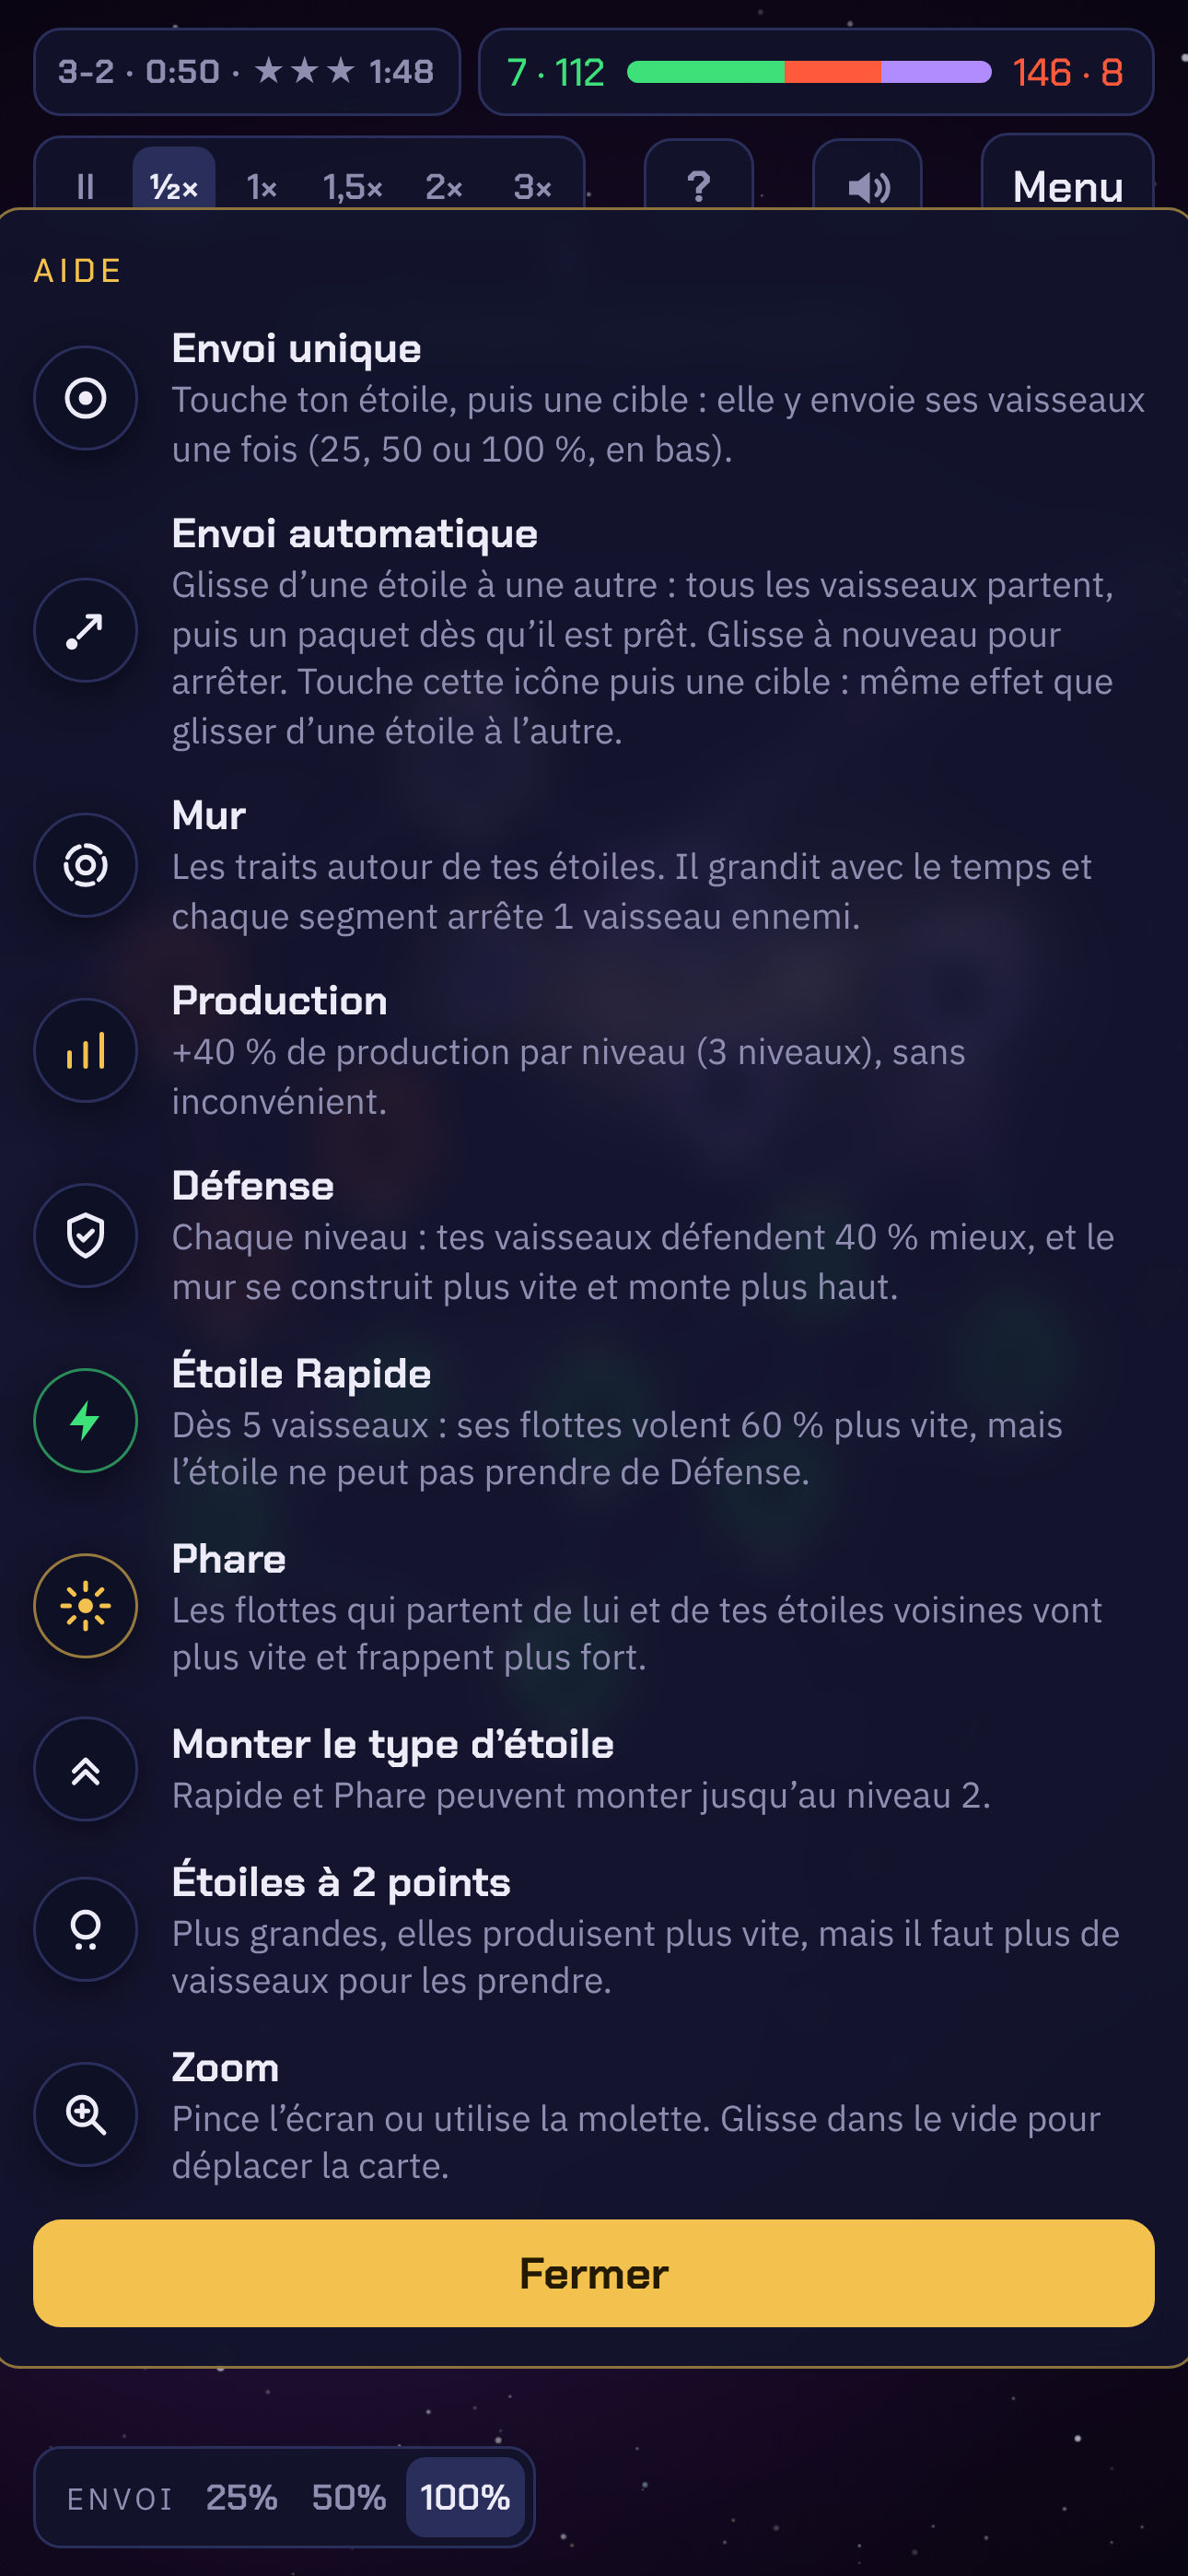 3-2 · 0:50 · ★★★ 1:48
7 · 112
146 · 8
½× 1× 1,5× 2× 3×
?
Menu
AIDE
Envoi unique
Touche ton étoile, puis une cible : elle y envoie ses vaisseaux
une fois (25, 50 ou 100 %, en bas).
Envoi automatique
Glisse d’une étoile à une autre : tous les vaisseaux partent,
puis un paquet dès qu’il est prêt. Glisse à nouveau pour
arrêter. Touche cette icône puis une cible : même effet que
glisser d’une étoile à l’autre.
Mur
Les traits autour de tes étoiles. Il grandit avec le temps et
chaque segment arrête 1 vaisseau ennemi.
Production
+40 % de production par niveau (3 niveaux), sans
inconvénient.
Défense
Chaque niveau : tes vaisseaux défendent 40 % mieux, et le
mur se construit plus vite et monte plus haut.
Étoile Rapide
Dès 5 vaisseaux : ses flottes volent 60 % plus vite, mais
l’étoile ne peut pas prendre de Défense.
Phare
Les flottes qui partent de lui et de tes étoiles voisines vont
plus vite et frappent plus fort.
Monter le type d’étoile
Rapide et Phare peuvent monter jusqu’au niveau 2.
Étoiles à 2 points
Plus grandes, elles produisent plus vite, mais il faut plus de
vaisseaux pour les prendre.
Zoom
Pince l’écran ou utilise la molette. Glisse dans le vide pour
déplacer la carte.
Fermer
ENVOI 25% 50% 100%